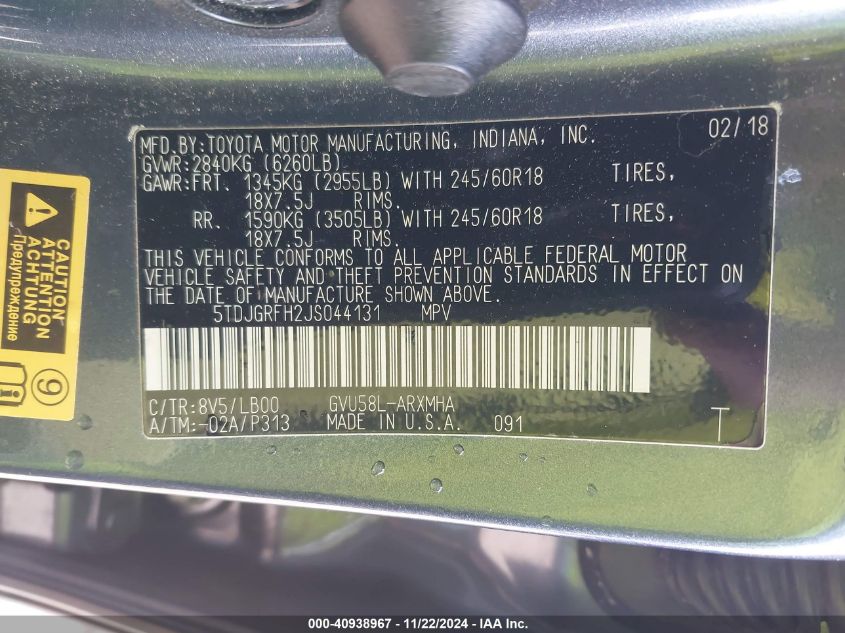 MFD.BY:TOYOTA MOTOR MANUFACTURING, INDIANA, INC. 02/18
GVWR:2840KG (6260LB)
GAWR:FRT. 1345KG (2955LB) WITH 245/60R18 TIRES,
18X7.5J RIMS.
RR. 1590KG (3505LB) WITH 245/60R18 TIRES,
18X7.5J RIMS.
THIS VEHICLE CONFORMS TO ALL APPLICABLE FEDERAL MOTOR
VEHICLE SAFETY AND THEFT PREVENTION STANDARDS IN EFFECT ON
THE DATE OF MANUFACTURE SHOWN ABOVE.
5TDJGRFH2JS044131 MPV
C/TR:8V5/LB00 GVU58L-ARXMHA
A/TM:-02A/P313 MADE IN U.S.A. 091 T
CAUTION
ATTENTION
ACHTUNG
Предупреждение
9
000-40938967 - 11/22/2024 - IAA Inc.